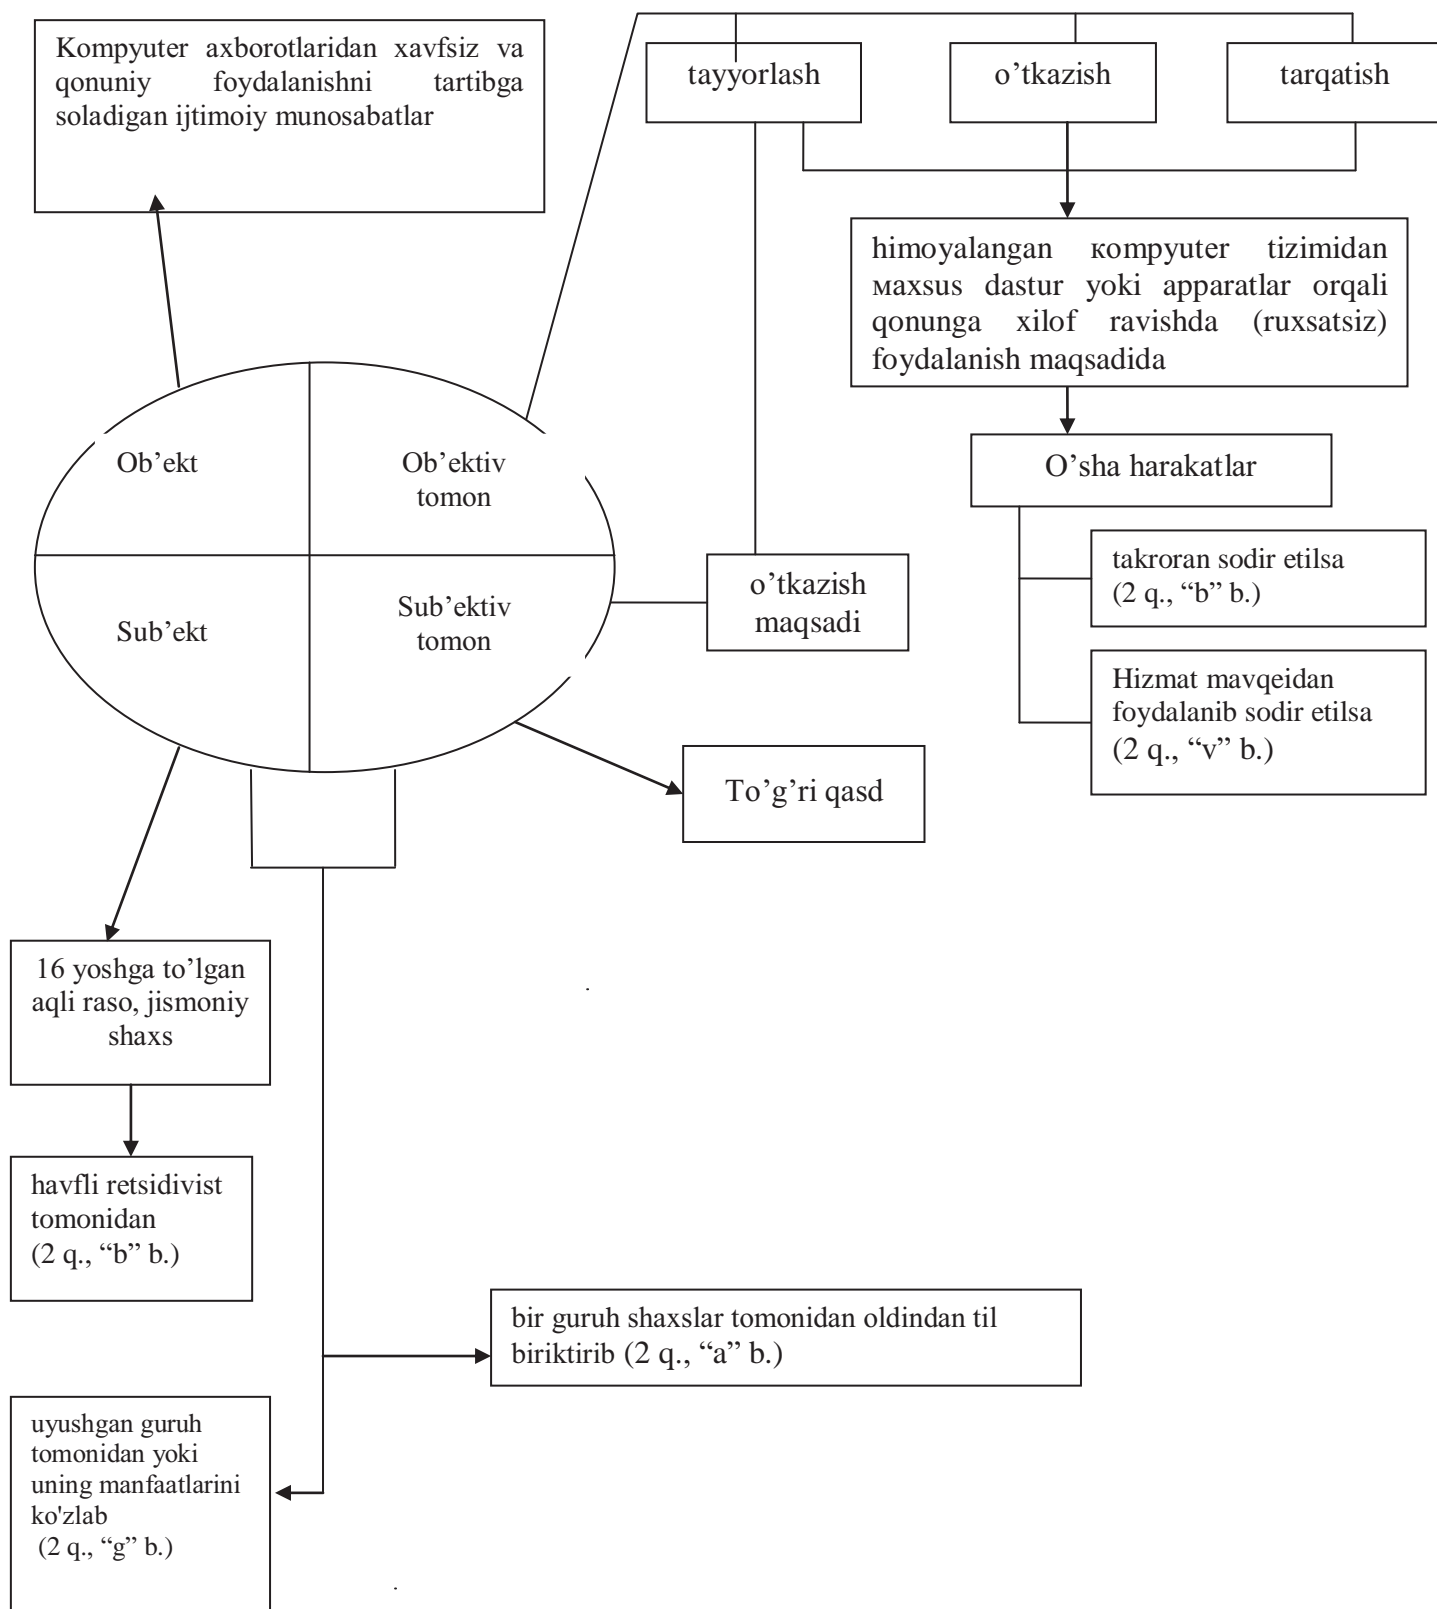 Kompyuter axborotlaridan xavfsiz va
qonuniy foydalanishni tartibga
soladigan ijtimoiy munosabatlar
tayyorlash
o’tkazish
tarqatish
himoyalangan кompyuter tizimidan
мaxsus dastur yoki apparatlar orqali
qonunga xilof ravishda (ruxsatsiz)
foydalanish maqsadida
O’sha harakatlar
takroran sodir etilsa
(2 q., “b” b.)
Hizmat mavqeidan
foydalanib sodir etilsa
(2 q., “v” b.)
Ob’ekt
Ob’ektiv
tomon
Sub’ekt
Sub’ektiv
tomon
o’tkazish
maqsadi
To’g’ri qasd
16 yoshga to’lgan
aqli raso, jismoniy
shaxs
havfli retsidivist
tomonidan
(2 q., “b” b.)
bir guruh shaxslar tomonidan oldindan til
biriktirib (2 q., “a” b.)
uyushgan guruh
tomonidan yoki
uning manfaatlarini
ko'zlab
(2 q., “g” b.)